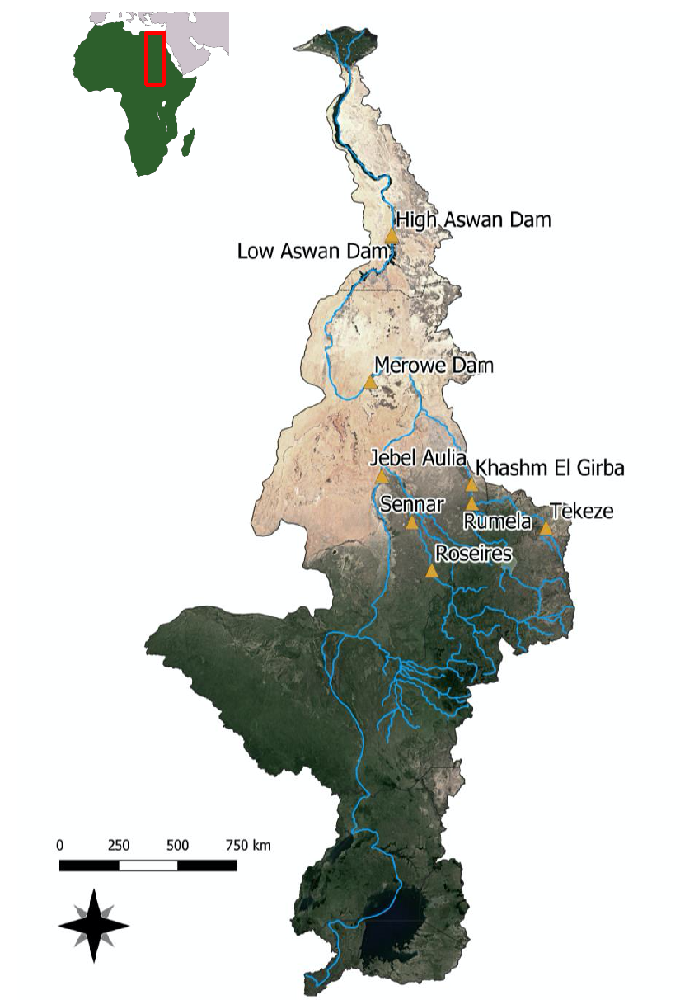 High Aswan Dam
Low Aswan Dam
Merowe Dam
Jebel Aulia
Khashm El Girba
Sennar
Rumela
Tekeze
Roseires
0 250 500 750 km